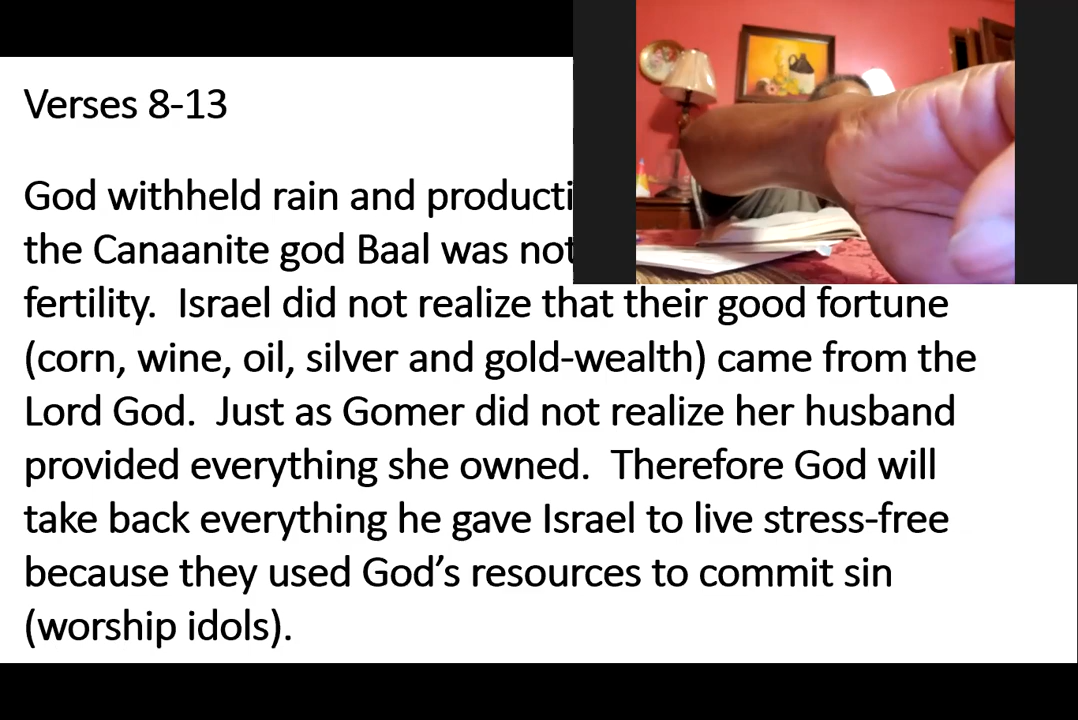 Verses 8-13
God withheld rain and producti
the Canaanite god Baal was not
fertility.  Israel did not realize that their good fortune
(corn, wine, oil, silver and gold-wealth) came from the
Lord God.  Just as Gomer did not realize her husband
provided everything she owned.  Therefore God will
take back everything he gave Israel to live stress-free
because they used God’s resources to commit sin
(worship idols).